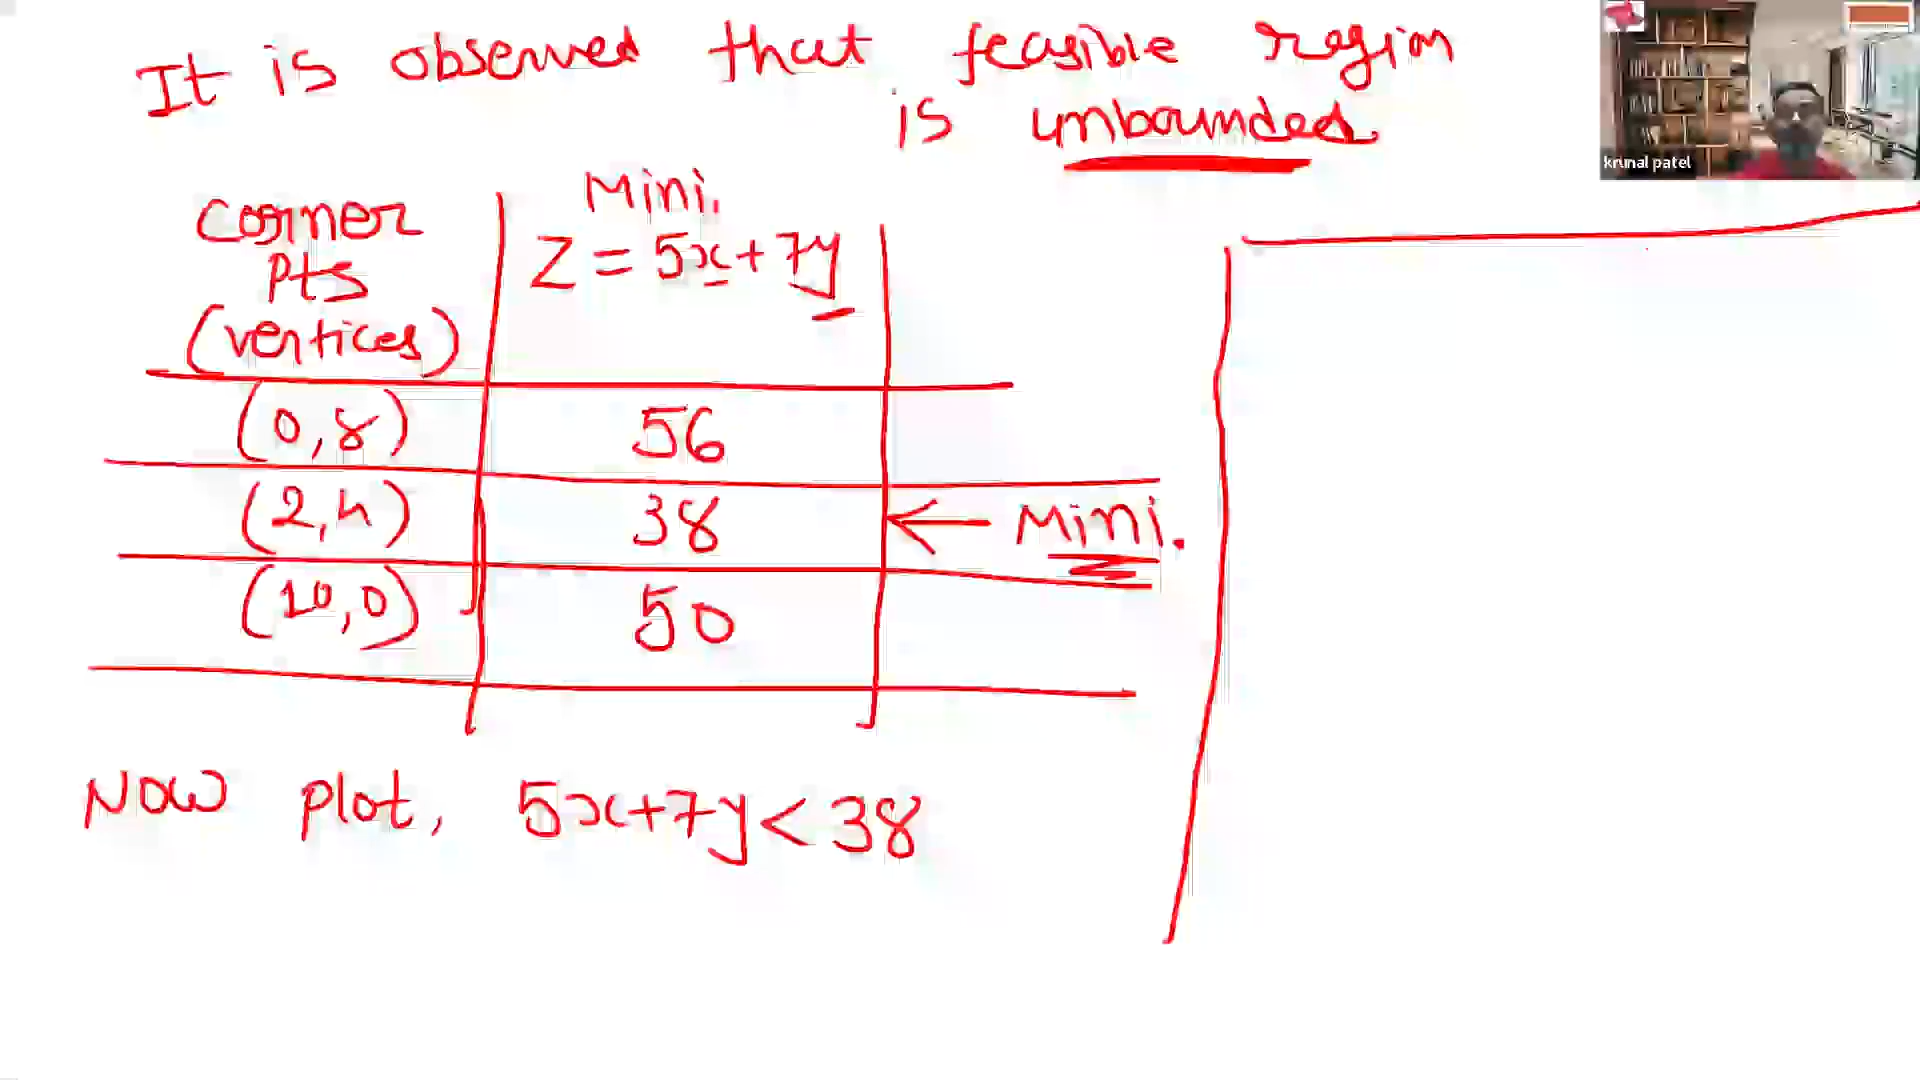 It is observed that feasible region
is unbounded
krunal patel
Corner
Pts
(vertices)
Mini.
Z = 5x + 7y
(0,8) 56
(2,4) 38 ← Mini.
(10,0) 50
Now plot, 5x+7y<38